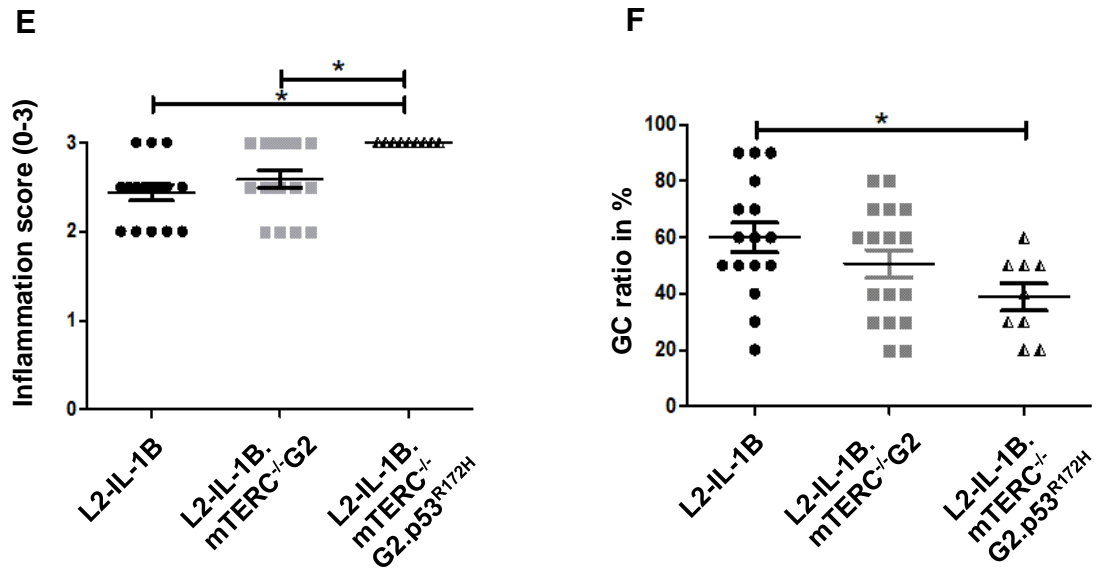 E
Inflammation score (0-3)
3
2
1
0
*
*
L2-IL-1B
L2-IL-1B.
mTERC-/-G2
L2-IL-1B.
mTERC-/-
G2.p53R172H
F
GC ratio in %
100
80
60
40
20
0
*
L2-IL-1B
L2-IL-1B.
mTERC-/-G2
L2-IL-1B.
mTERC-/-
G2.p53R172H